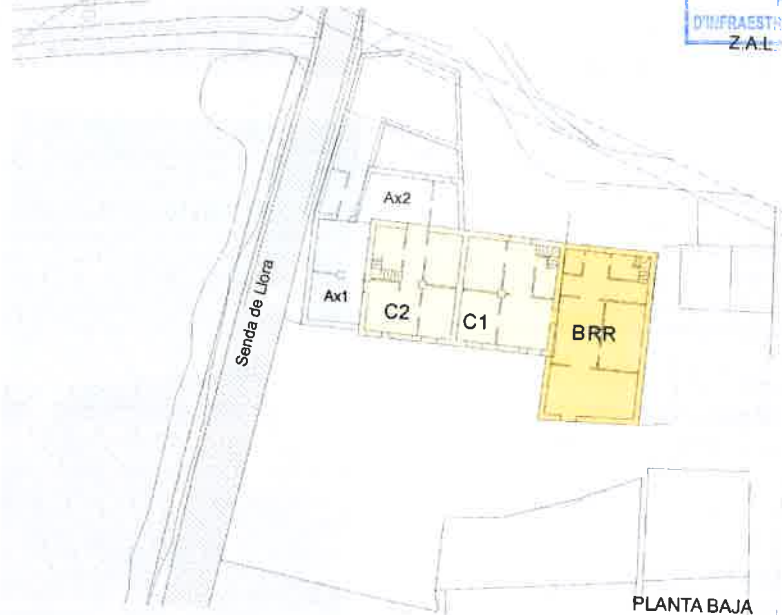 D'INFRAEST
Z.A.L.
Ax2
Senda de Llora
Ax1
C2
C1
BRR
PLANTA BAJA